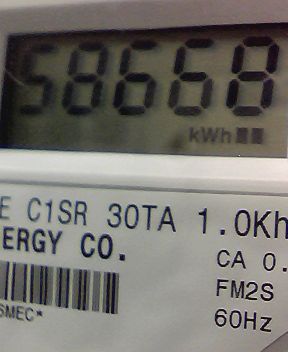 58668
kWh
E C1SR 30TA 1.0Kh
ERGY CO.
CA 0.
FM2S
60Hz
SMEC*